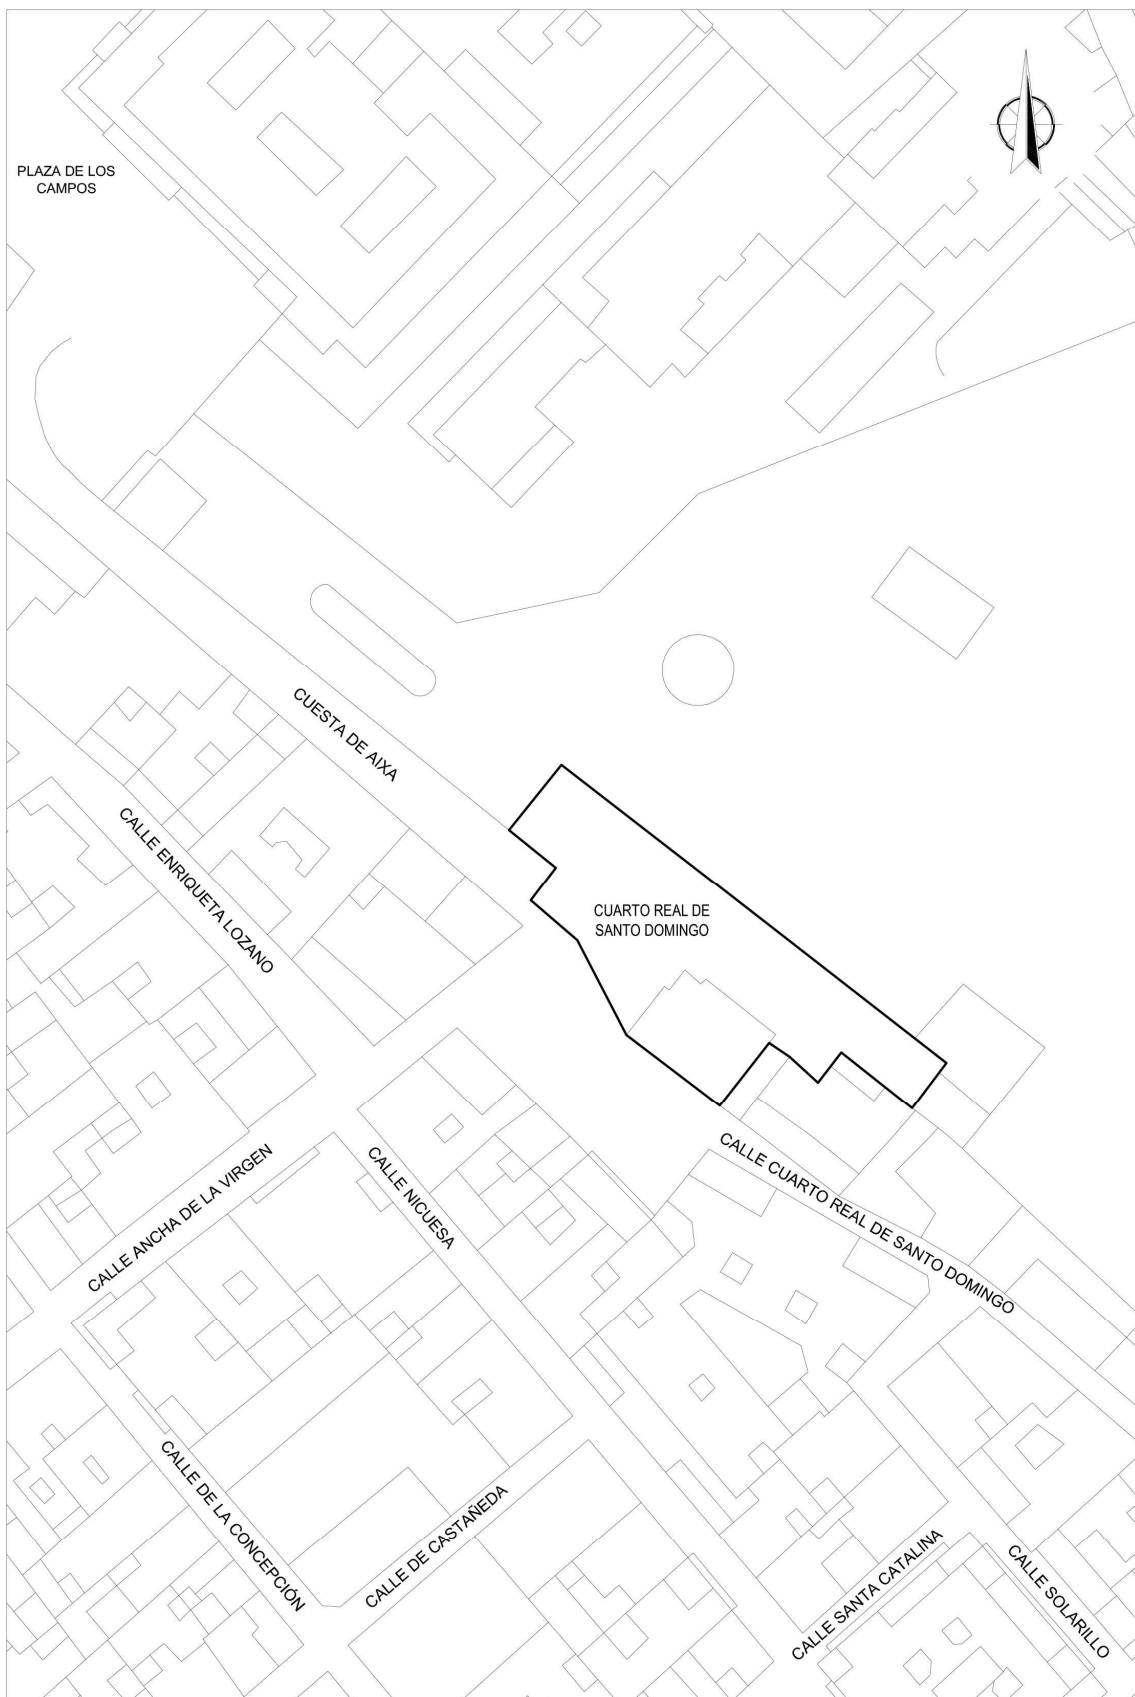 PLAZA DE LOS
CAMPOS
CUESTA DE AIXA
CALLE ENRIQUETA LOZANO
CUARTO REAL DE
SANTO DOMINGO
CALLE CUARTO REAL DE SANTO DOMINGO
CALLE ANCHA DE LA VIRGEN
CALLE NICUESA
CALLE DE LA CONCEPCIÓN
CALLE DE CASTAÑEDA
CALLE SANTA CATALINA
CALLE SOLARILLO